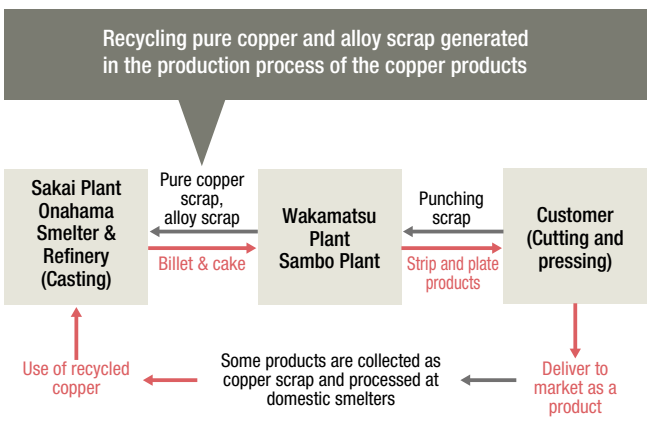 Recycling pure copper and alloy scrap generated
in the production process of the copper products
Sakai Plant
Onahama
Smelter &
Refinery
(Casting)
Pure copper
scrap,
alloy scrap
Billet & cake
Wakamatsu
Plant
Sambo Plant
Punching
scrap
Strip and plate
products
Customer
(Cutting and
pressing)
Use of recycled
copper
Some products are collected as
copper scrap and processed at
domestic smelters
Deliver to
market as a
product